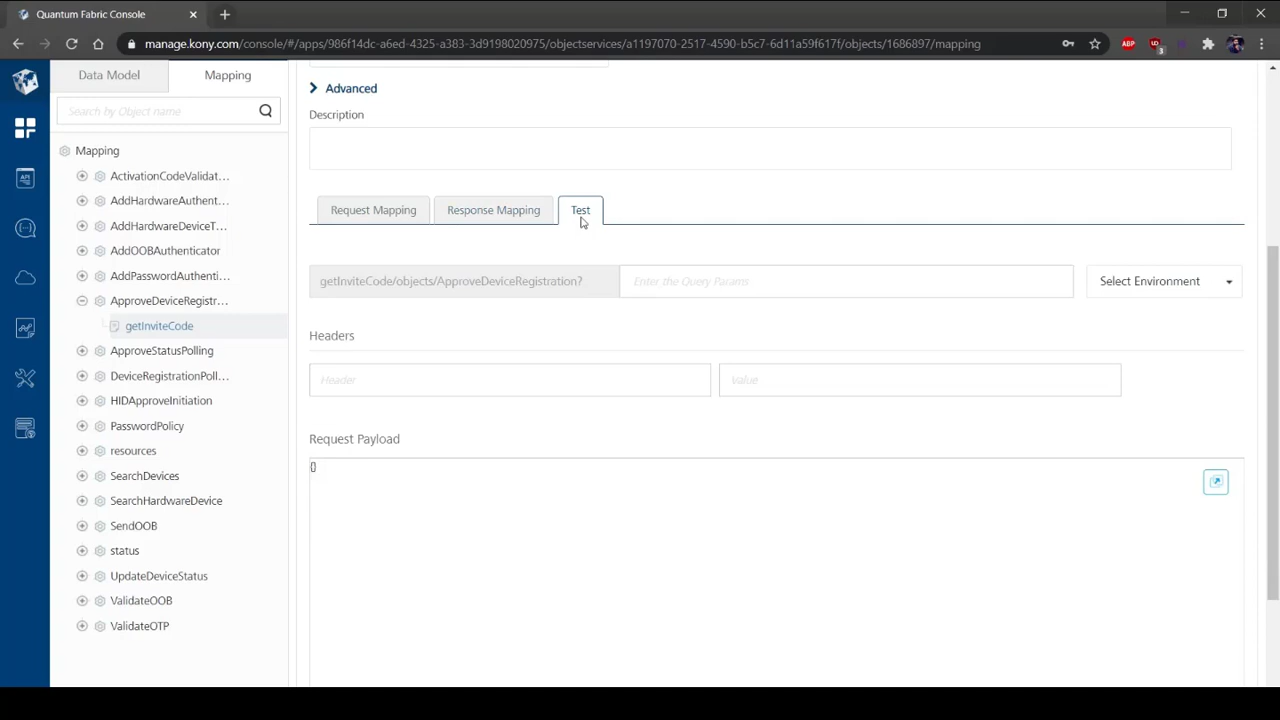 Quantum Fabric Console
manage.kony.com/console/#/apps/986f14dc-a6ed-4325-a383-3d9198020975/objectservices/a1197070-2517-4590-b5c7-6d11a59f617f/objects/1686897/mapping
ABP
3
Data Model
Mapping
Search by Object name
Mapping
ActivationCodeValidat...
AddHardwareAuthent...
AddHardwareDeviceT...
AddOOBAuthenticator
AddPasswordAuthenti...
ApproveDeviceRegistr...
getInviteCode
ApproveStatusPolling
DeviceRegistrationPoll...
HIDApproveInitiation
PasswordPolicy
resources
SearchDevices
SearchHardwareDevice
SendOOB
status
UpdateDeviceStatus
ValidateOOB
ValidateOTP
Advanced
Description
Request Mapping
Response Mapping
Test
getInviteCode/objects/ApproveDeviceRegistration?
Enter the Query Params
Select Environment
Headers
Header
Value
Request Payload
{}